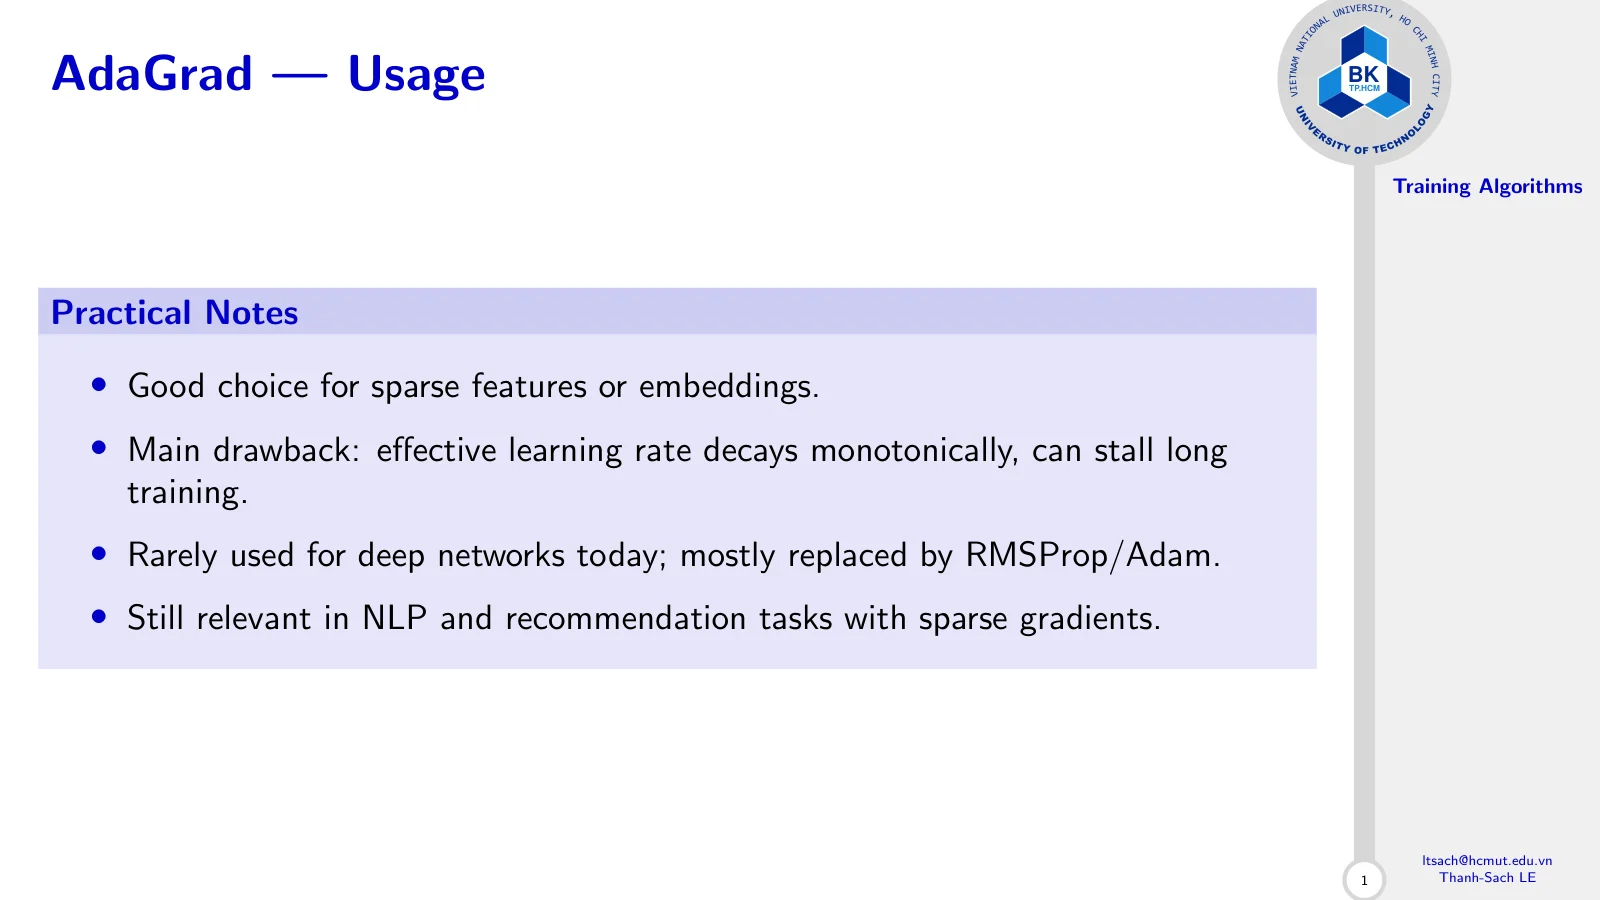 AdaGrad — Usage
VIETNAM NATIONAL UNIVERSITY, HO CHI MINH CITY
BK
TP.HCM
UNIVERSITY OF TECHNOLOGY
Training Algorithms
Practical Notes
• Good choice for sparse features or embeddings.
• Main drawback: effective learning rate decays monotonically, can stall long
training.
• Rarely used for deep networks today; mostly replaced by RMSProp/Adam.
• Still relevant in NLP and recommendation tasks with sparse gradients.
ltsach@hcmut.edu.vn
Thanh-Sach LE
1